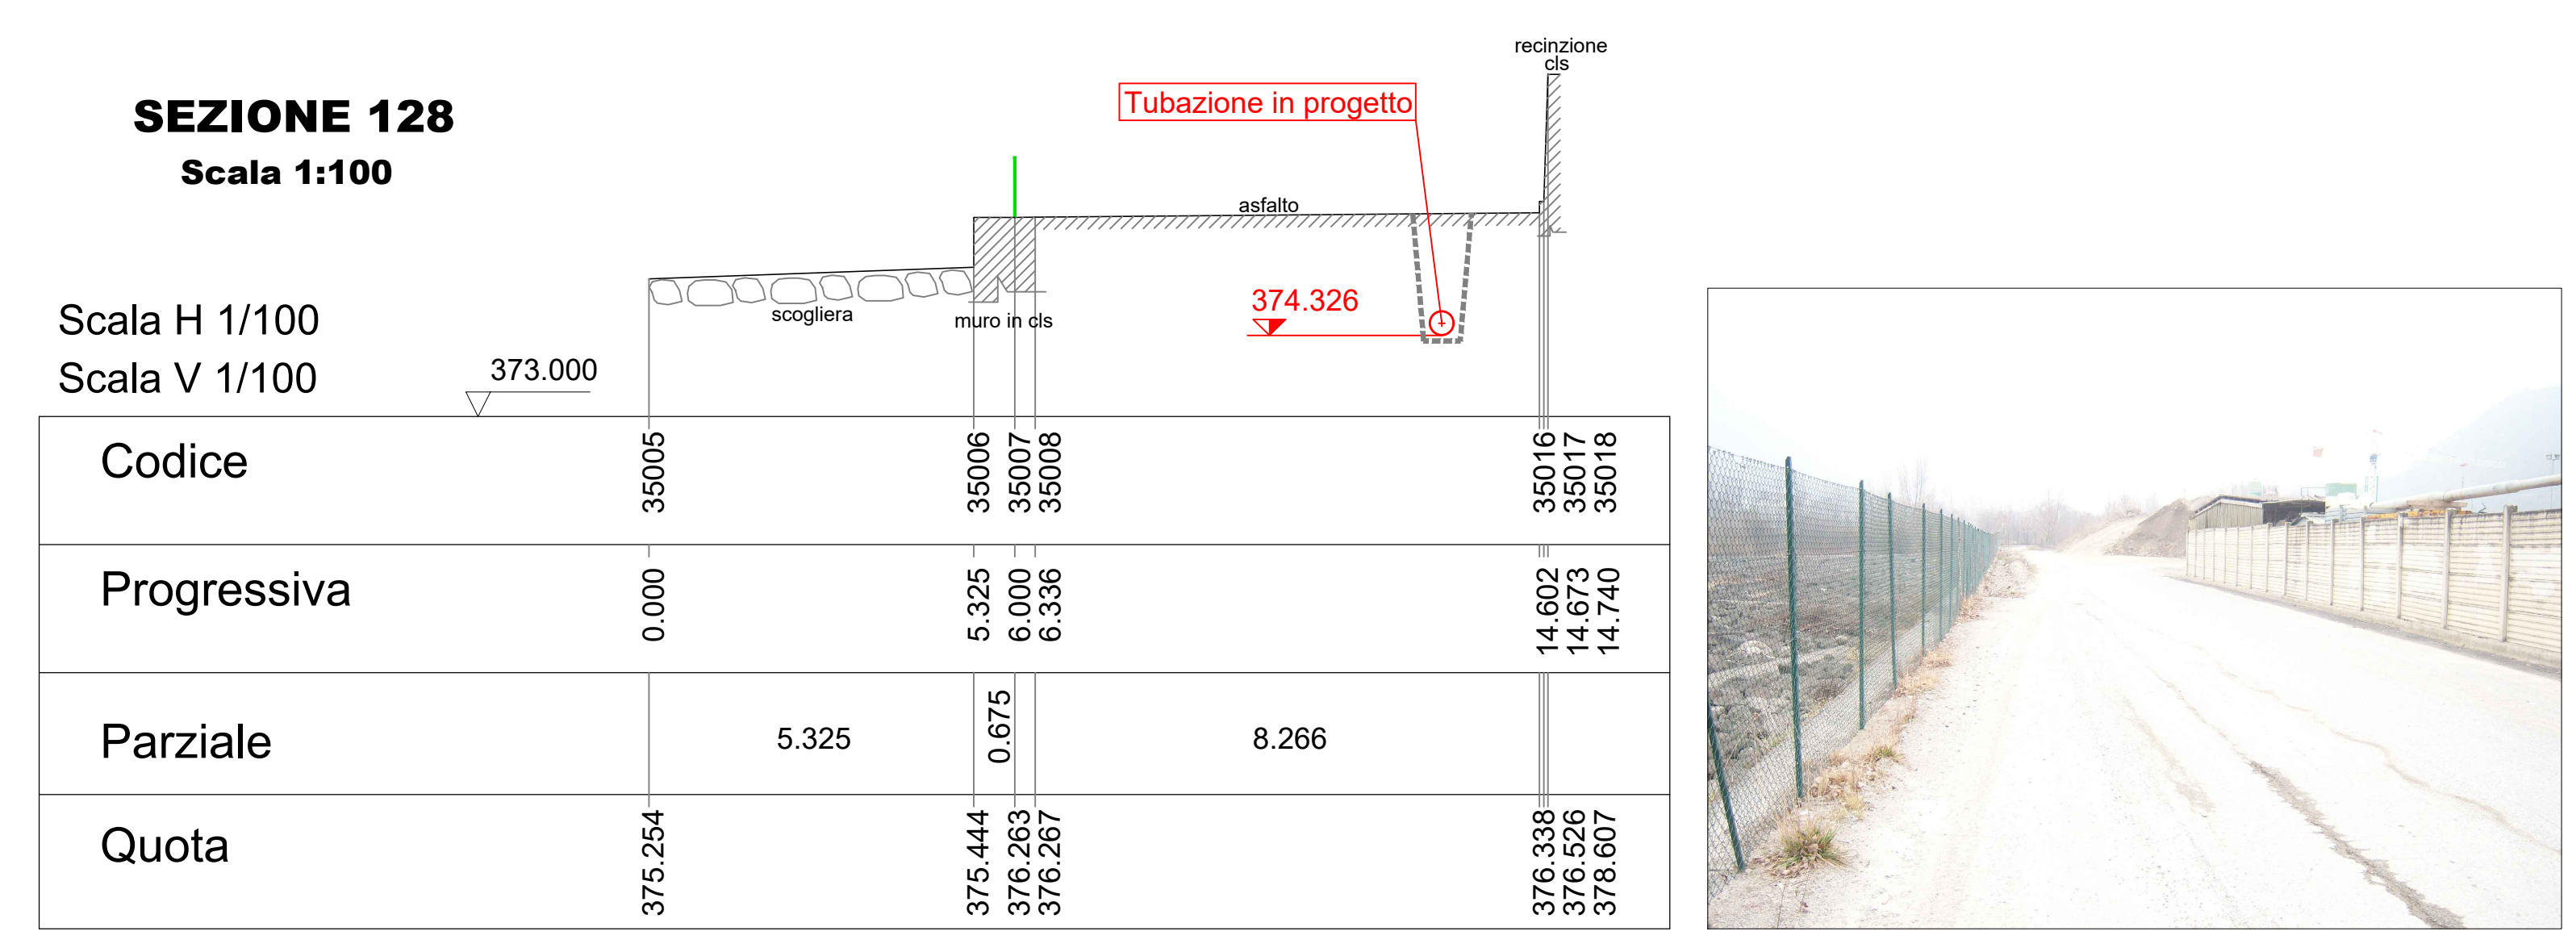 recinzione
cls
SEZIONE 128
Scala 1:100
Tubazione in progetto
asfalto
scogliera
muro in cls
374.326
Scala H 1/100
Scala V 1/100
373.000
Codice
35005
35006
35007
35008
35016
35017
35018
Progressiva
0.000
5.325
6.000
6.336
14.602
14.673
14.740
Parziale
5.325
0.675
8.266
Quota
375.254
375.444
376.263
376.267
376.338
376.526
378.607